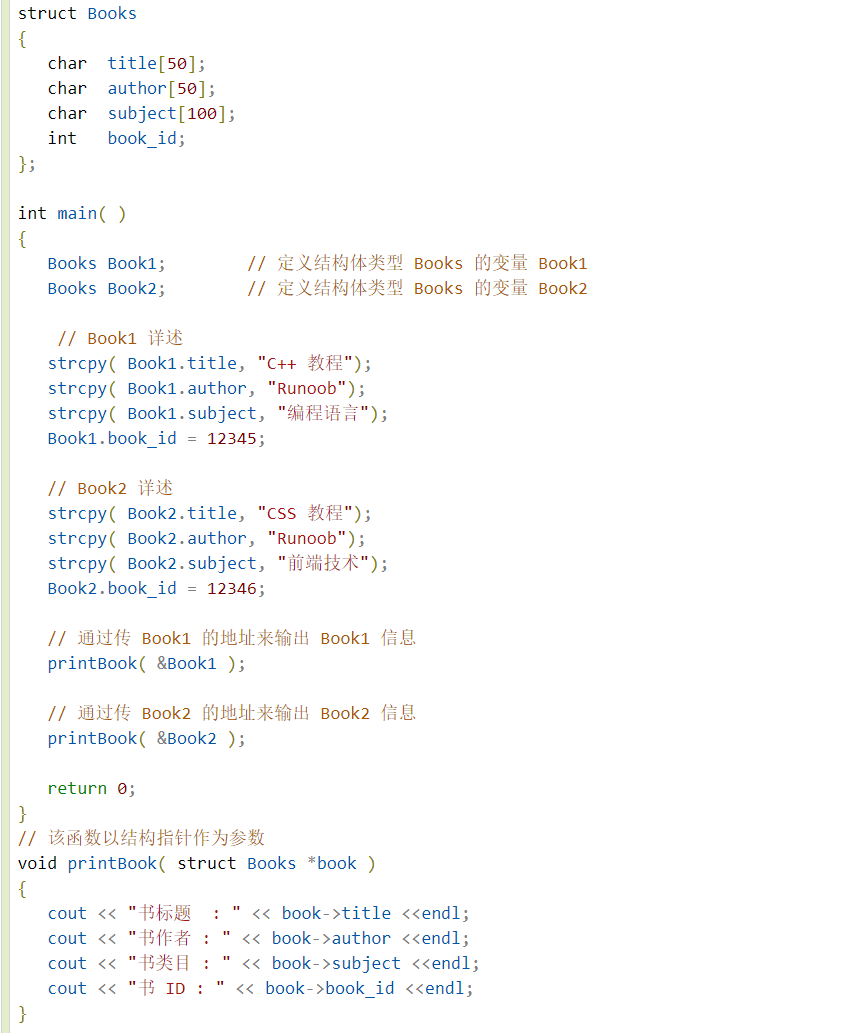 struct Books
{
   char  title[50];
   char  author[50];
   char  subject[100];
   int   book_id;
};

int main( )
{
   Books Book1;        // 定义结构体类型 Books 的变量 Book1
   Books Book2;        // 定义结构体类型 Books 的变量 Book2

    // Book1 详述
   strcpy( Book1.title, "C++ 教程");
   strcpy( Book1.author, "Runoob");
   strcpy( Book1.subject, "编程语言");
   Book1.book_id = 12345;

   // Book2 详述
   strcpy( Book2.title, "CSS 教程");
   strcpy( Book2.author, "Runoob");
   strcpy( Book2.subject, "前端技术");
   Book2.book_id = 12346;

   // 通过传 Book1 的地址来输出 Book1 信息
   printBook( &Book1 );

   // 通过传 Book2 的地址来输出 Book2 信息
   printBook( &Book2 );

   return 0;
}
// 该函数以结构指针作为参数
void printBook( struct Books *book )
{
   cout << "书标题  : " << book->title <<endl;
   cout << "书作者 : " << book->author <<endl;
   cout << "书类目 : " << book->subject <<endl;
   cout << "书 ID : " << book->book_id <<endl;
}